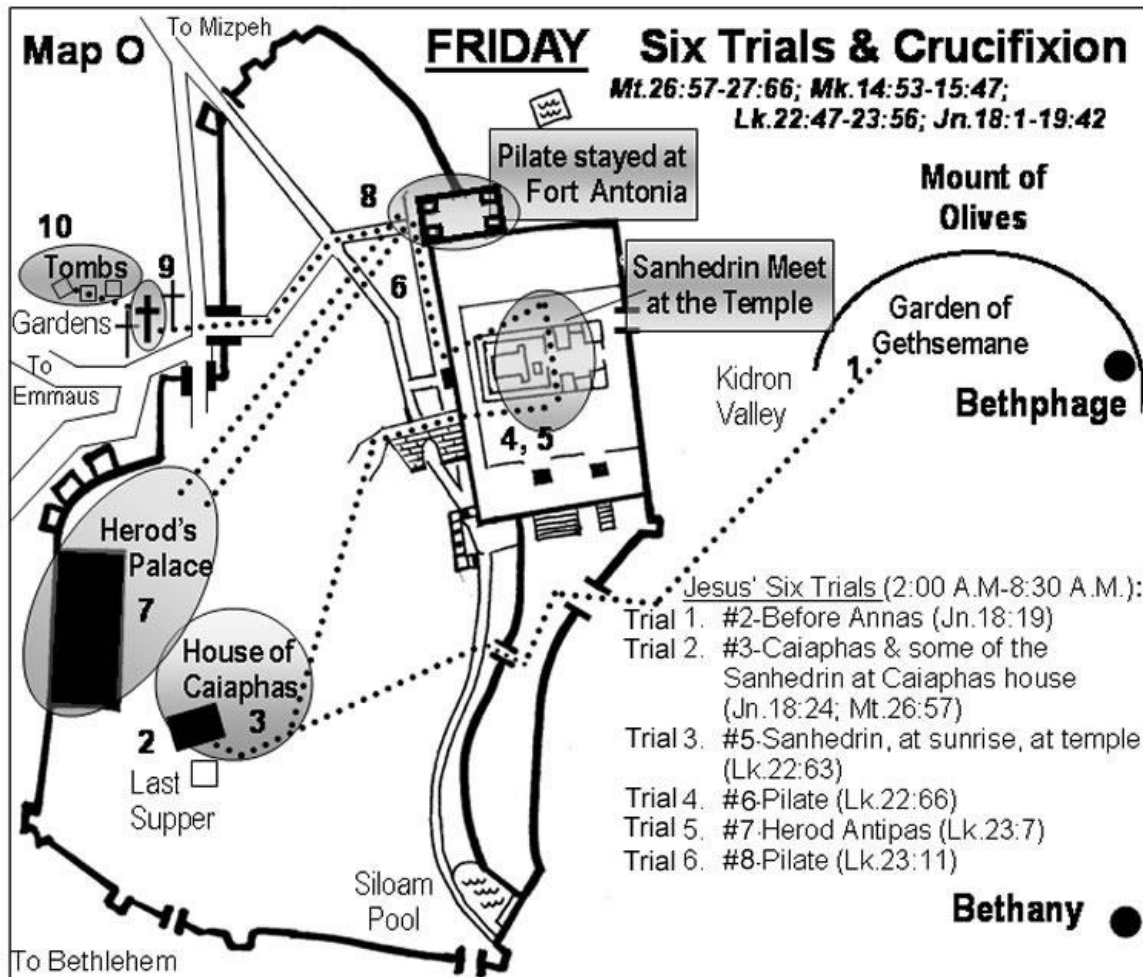 Map O
To Mizpeh
FRIDAY
Six Trials & Crucifixion
Mt.26:57-27:66; Mk.14:53-15:47;
Lk.22:47-23:56; Jn.18:1-19:42
Pilate stayed at
Fort Antonia
8
Mount of
Olives
10
Tombs
9
Gardens
6
Sanhedrin Meet
at the Temple
Garden of
Gethsemane
1
To
Emmaus
Kidron
Valley
Bethphage
4, 5
Herod's
Palace
7
House of
Caiaphas
3
2
Last
Supper
Jesus' Six Trials (2:00 A.M-8:30 A.M.):
Trial 1. #2-Before Annas (Jn.18:19)
Trial 2. #3-Caiaphas & some of the
Sanhedrin at Caiaphas house
(Jn.18:24; Mt.26:57)
Trial 3. #5-Sanhedrin, at sunrise, at temple
(Lk.22:63)
Trial 4. #6-Pilate (Lk.22:66)
Trial 5. #7-Herod Antipas (Lk.23:7)
Trial 6. #8-Pilate (Lk.23:11)
Siloam
Pool
Bethany
To Bethlehem